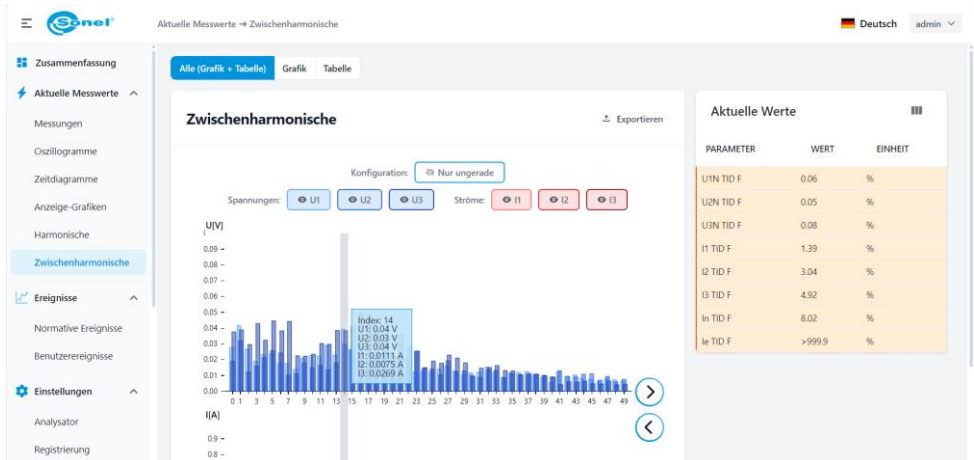 Sonel
Aktuelle Messwerte → Zwischenharmonische
Deutsch
admin
Zusammenfassung
Aktuelle Messwerte
Messungen
Oszillogramme
Zeitdiagramme
Anzeige-Grafiken
Harmonische
Zwischenharmonische
Ereignisse
Normative Ereignisse
Benutzerereignisse
Einstellungen
Analysator
Registrierung
Alle (Grafik + Tabelle) Grafik Tabelle
Zwischenharmonische
Exportieren
Konfiguration: Nur ungerade
Spannungen: U1 U2 U3 Ströme: I1 I2 I3
U[V]
0.09
0.08
0.07
0.06
0.05
0.04
0.03
0.02
0.01
0.00
Index: 14
U1: 0.04 V
U2: 0.03 V
U3: 0.04 V
I1: 0.0111 A
I2: 0.0075 A
I3: 0.0269 A
0 1 3 5 7 9 11 13 15 17 19 21 23 25 27 29 31 33 35 37 39 41 43 45 47 49
I[A]
0.9
0.8
Aktuelle Werte
PARAMETER WERT EINHEIT
U1N TID F 0.06 %
U2N TID F 0.05 %
U3N TID F 0.08 %
I1 TID F 1.39 %
I2 TID F 3.04 %
I3 TID F 4.92 %
In TID F 8.02 %
Ie TID F >999.9 %